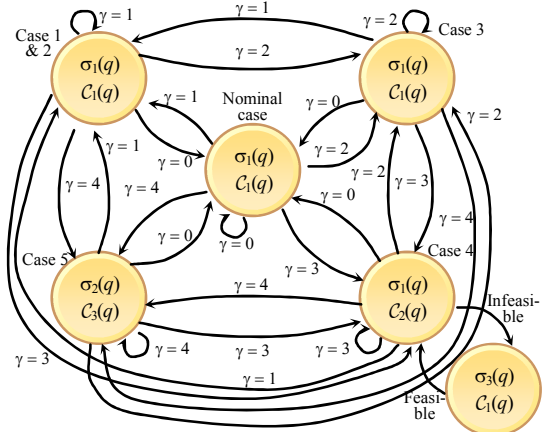 γ = 1
γ = 1
γ = 2
Case 1
& 2
Case 3
γ = 2
σ1(q)
C1(q)
σ1(q)
C1(q)
Nominal
case
γ = 1
γ = 0
γ = 2
γ = 0
γ = 2
σ1(q)
C1(q)
γ = 1
γ = 4
γ = 4
γ = 0
γ = 2
γ = 3
γ = 0
γ = 0
γ = 3
γ = 4
Case 5
Case 4
σ2(q)
C3(q)
σ1(q)
C2(q)
γ = 4
γ = 4
γ = 3
γ = 3
Infeasi-
ble
γ = 3
γ = 1
σ3(q)
C1(q)
Feasi-
ble